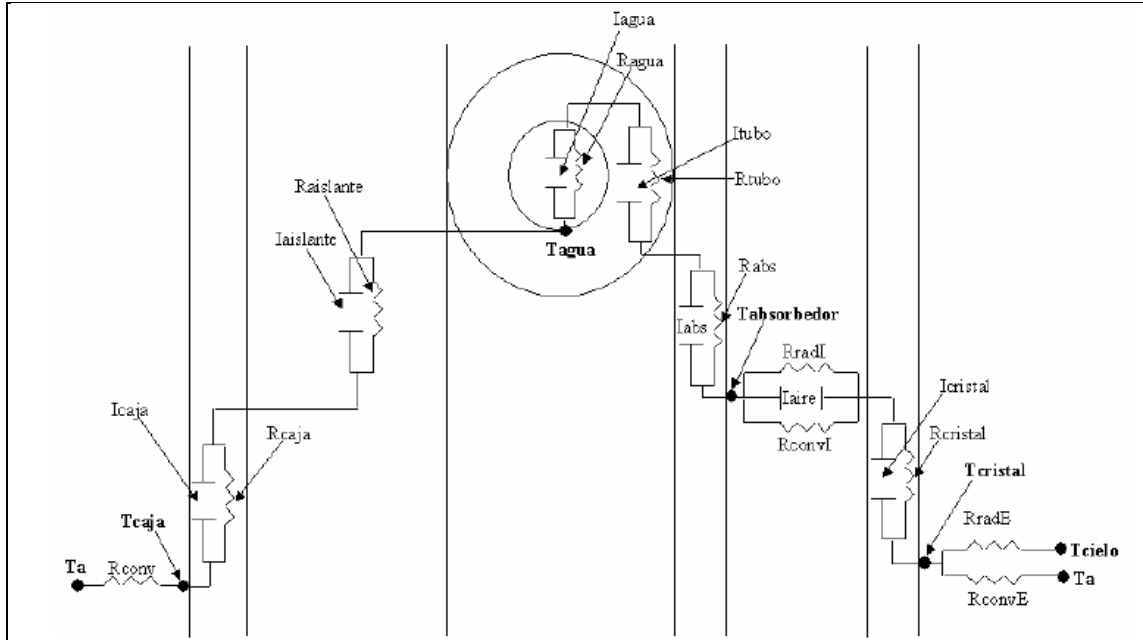 Iagua
Ragua
Itubo
Rtubo
Raislante
Iaislante
Tagua
Rabs
Tabsorbedor
Iabs
RradI
Iaire
RconvI
Icristal
Rcristal
Tcristal
Icaja
Rcaja
Tcaja
Ta
Rconv
RradE
Tcielo
Ta
RconvE